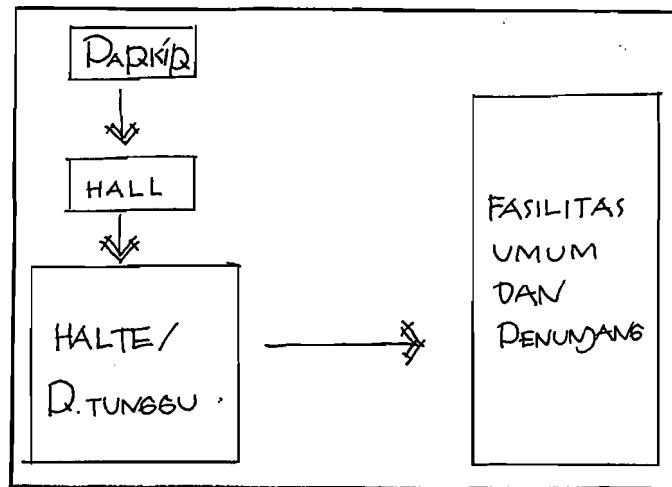 PARKIR
HALL
HALTE/
R.TUNGGU
FASILITAS
UMUM
DAN
PENUNJANG